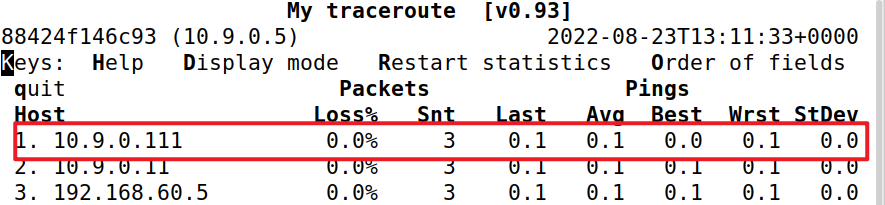 My traceroute [v0.93]
88424f146c93 (10.9.0.5) 2022-08-23T13:11:33+0000
Keys: Help Display mode Restart statistics Order of fields
quit Packets Pings
Host Loss% Snt Last Avg Best Wrst StDev
1. 10.9.0.111 0.0% 3 0.1 0.1 0.0 0.1 0.0
2. 10.9.0.11 0.0% 3 0.1 0.1 0.1 0.1 0.0
3. 192.168.60.5 0.0% 3 0.1 0.1 0.1 0.1 0.0